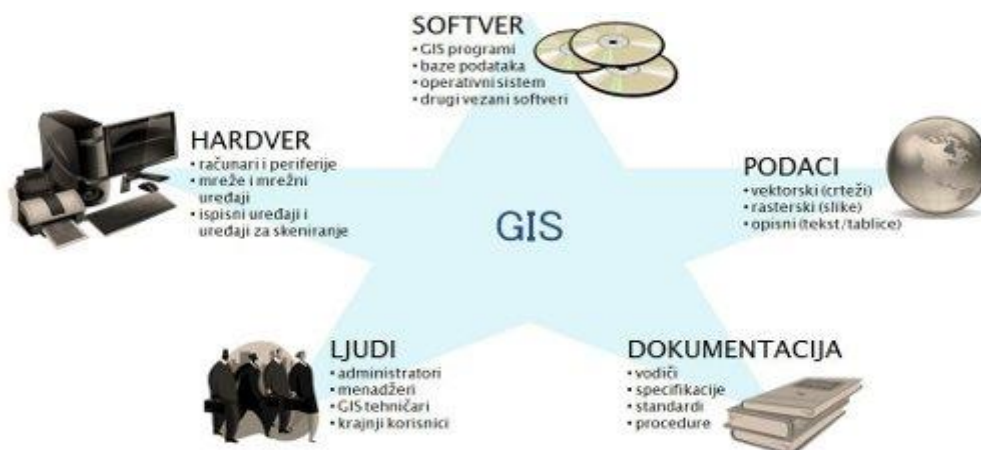 SOFTVER
• GIS programi
• baze podataka
• operativni sistem
• drugi vezani softveri
HARDVER
• računari i periferije
• mreže i mrežni
uređaji
• ispisni uređaji i
uređaji za skeniranje
PODACI
• vektorski (crteži)
• rasterski (slike)
• opisni (tekst/tablice)
GIS
LJUDI
• administratori
• menadžeri
• GIS tehničari
• krajnji korisnici
DOKUMENTACIJA
• vodiči
• specifikacije
• standardi
• procedure